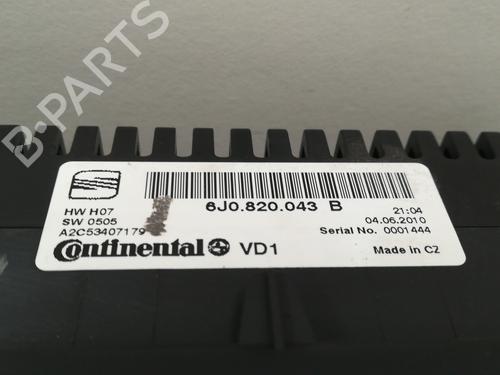 B-PARTS
6J0.820.043 B
HW H07
21:04
SW 0505
04.06.2010
A2C53407179
Serial No. 0001444
Continental VD1
Made in CZ